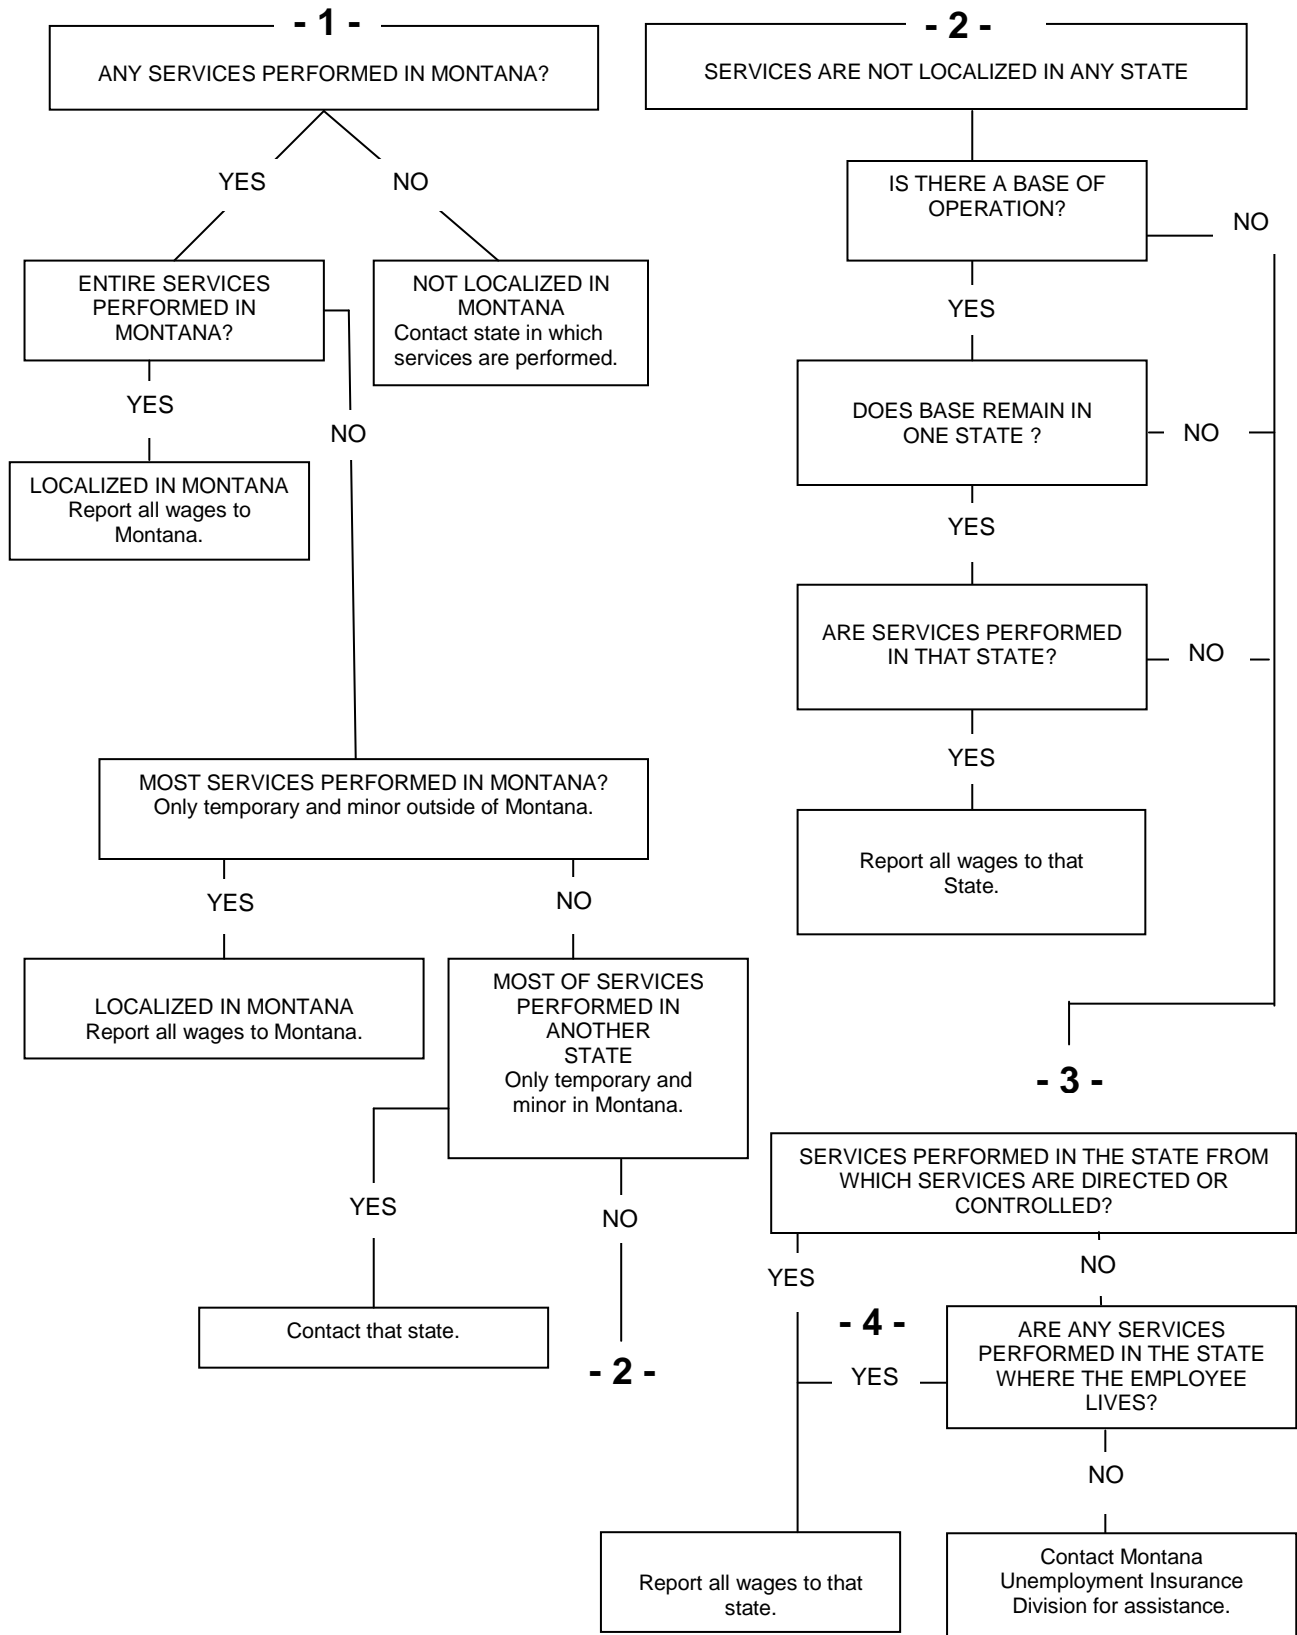 - 1 -
ANY SERVICES PERFORMED IN MONTANA?
YES
NO
ENTIRE SERVICES
PERFORMED IN
MONTANA?
NOT LOCALIZED IN
MONTANA
Contact state in which
services are performed.
YES
NO
LOCALIZED IN MONTANA
Report all wages to
Montana.
MOST SERVICES PERFORMED IN MONTANA?
Only temporary and minor outside of Montana.
YES
NO
LOCALIZED IN MONTANA
Report all wages to Montana.
MOST OF SERVICES
PERFORMED IN
ANOTHER
STATE
Only temporary and
minor in Montana.
YES
NO
Contact that state.
- 2 -
- 2 -
SERVICES ARE NOT LOCALIZED IN ANY STATE
IS THERE A BASE OF
OPERATION?
NO
YES
DOES BASE REMAIN IN
ONE STATE ?
NO
YES
ARE SERVICES PERFORMED
IN THAT STATE?
NO
YES
Report all wages to that
State.
- 3 -
SERVICES PERFORMED IN THE STATE FROM
WHICH SERVICES ARE DIRECTED OR
CONTROLLED?
YES
NO
- 4 -
ARE ANY SERVICES
PERFORMED IN THE STATE
WHERE THE EMPLOYEE
LIVES?
YES
NO
Report all wages to that
state.
Contact Montana
Unemployment Insurance
Division for assistance.